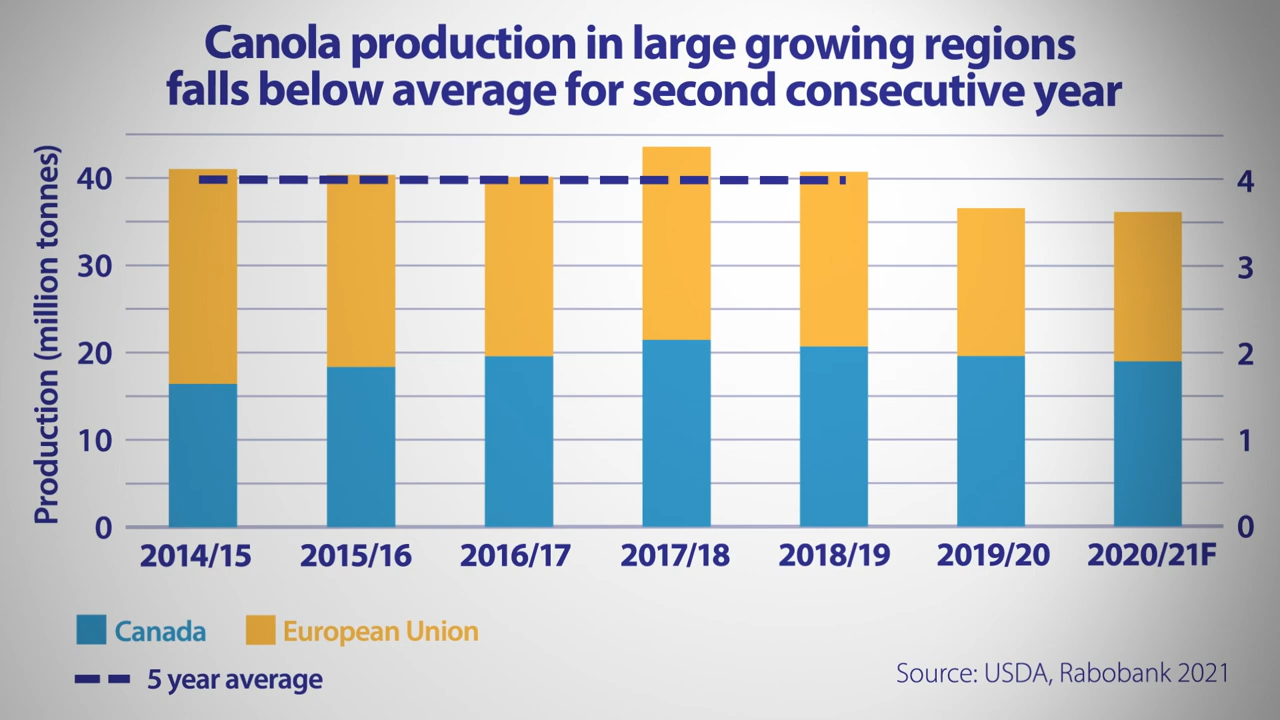 Canola production in large growing regions
falls below average for second consecutive year
Production (million tonnes)
40
30
20
10
0
4
3
2
1
0
2014/15 2015/16 2016/17 2017/18 2018/19 2019/20 2020/21F
Canada European Union
5 year average
Source: USDA, Rabobank 2021